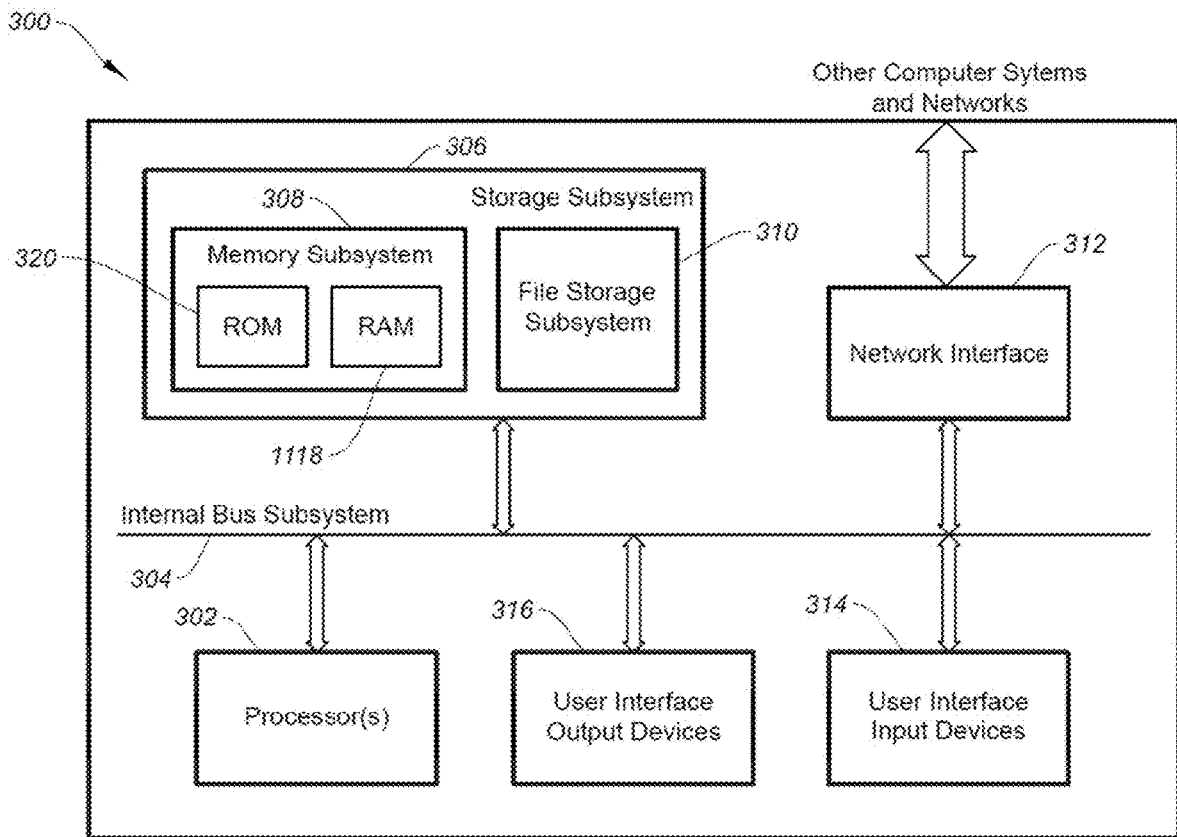 300
Other Computer Sytems
and Networks
306
Storage Subsystem
308
310
312
Memory Subsystem
320
File Storage
Subsystem
ROM
RAM
Network Interface
1118
Internal Bus Subsystem
304
302
316
314
Processor(s)
User Interface
Output Devices
User Interface
Input Devices